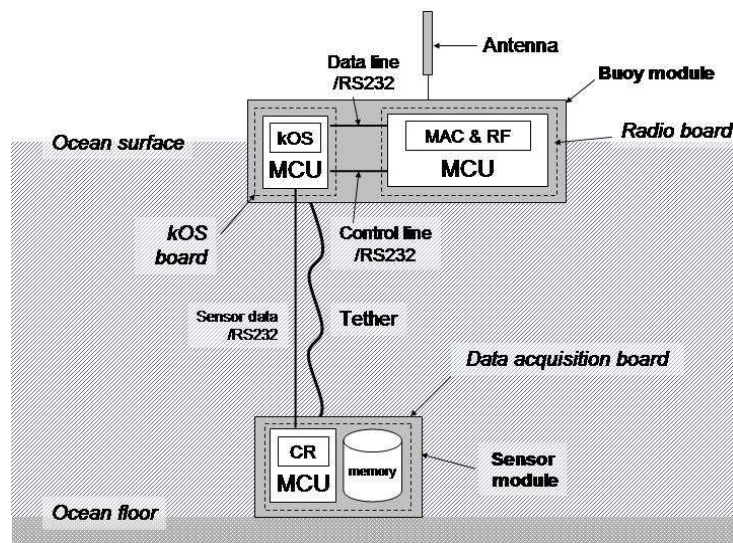 Antenna
Data line
/RS232
Buoy module
kOS
MCU
MAC & RF
MCU
Radio board
Ocean surface
kOS
board
Control line
/RS232
Sensor data
/RS232
Tether
Data acquisition board
CR
MCU
memory
Sensor
module
Ocean floor